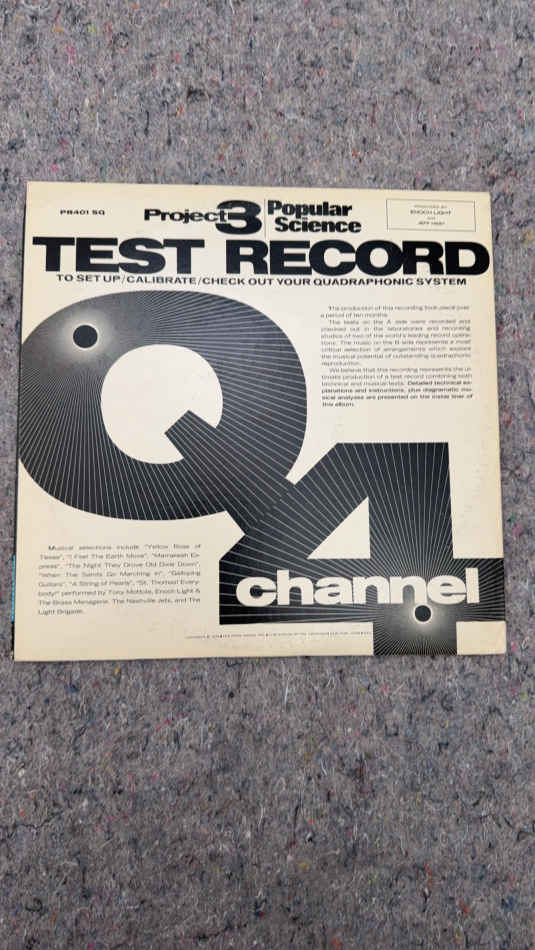 PR401 SQ
Project 3
Popular
Science
PRODUCED BY
ENOCH LIGHT
AND
JEFF HEST
TEST RECORD
TO SET UP/CALIBRATE/CHECK OUT YOUR QUADRAPHONIC SYSTEM
The production of this recording took place over
a period of ten months.
The tests on the A side were recorded and
checked out in the laboratories and recording
studios of two of the world's leading record opera-
tions. The music on the B side represents a most
critical selection of arrangements which explore
the musical potential of outstanding quadraphonic
reproduction.
We believe that this recording represents the ul-
timate production of a test record combining both
technical and musical tests. Detailed technical ex-
planations and instructions, plus diagramatic mu-
sical analyses are presented on the inside liner of
this album.
Q4
channel
Musical selections include "Yellow Rose of
Texas", "I Feel The Earth Move", "Marrakesh Ex-
press", "The Night They Drove Old Dixie Down",
"When The Saints Go Marching In", "Galloping
Guitars", "A String of Pearls", "St. Thomas! Every-
body!" performed by Tony Mottola, Enoch Light &
The Brass Menagerie, The Nashville Jets, and The
Light Brigade.